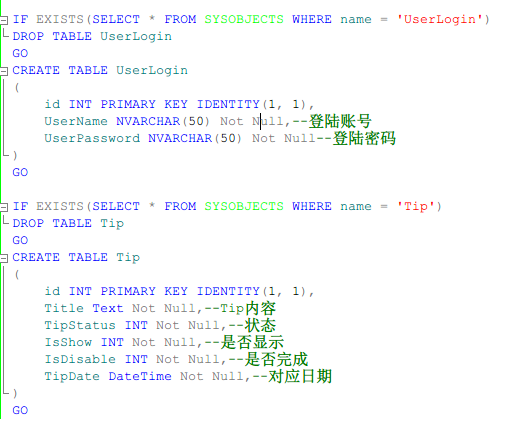 IF EXISTS(SELECT * FROM SYSOBJECTS WHERE name = 'UserLogin')
DROP TABLE UserLogin
GO
CREATE TABLE UserLogin
(
id INT PRIMARY KEY IDENTITY(1, 1),
UserName NVARCHAR(50) Not Null,--登陆账号
UserPassword NVARCHAR(50) Not Null--登陆密码
)
GO
IF EXISTS(SELECT * FROM SYSOBJECTS WHERE name = 'Tip')
DROP TABLE Tip
GO
CREATE TABLE Tip
(
id INT PRIMARY KEY IDENTITY(1, 1),
Title Text Not Null,--Tip内容
TipStatus INT Not Null,--状态
IsShow INT Not Null,--是否显示
IsDisable INT Not Null,--是否完成
TipDate DateTime Not Null,--对应日期
)
GO